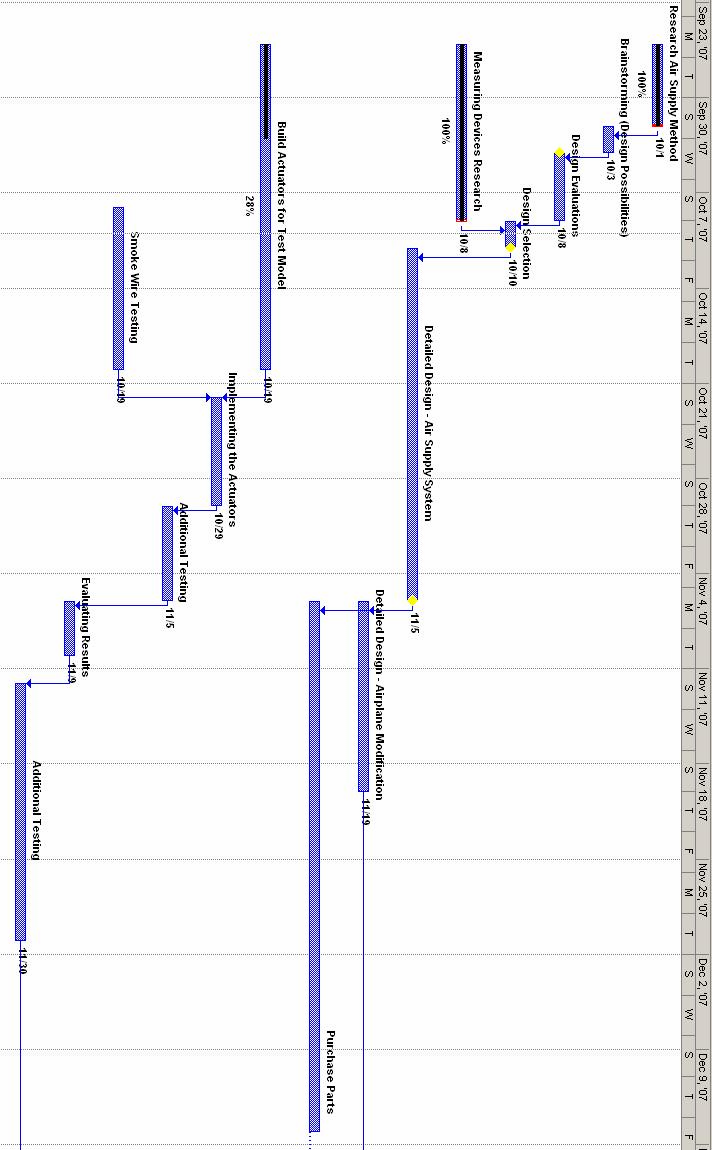 Sep 23, '07 Sep 30, '07 Oct 7, '07 Oct 14, '07 Oct 21, '07 Oct 28, '07 Nov 4, '07 Nov 11, '07 Nov 18, '07 Nov 25, '07 Dec 2, '07 Dec 9, '07
M T S W S T F M T S W S T F M T S W S T F M T S W S T F
Research Air Supply Method
100%
10/1
Brainstorming (Design Possibilities)
10/3
Design Evaluations
10/8
Design Selection
10/10
Measuring Devices Research
100%
10/8
Detailed Design - Air Supply System
11/5
Detailed Design - Airplane Modification
11/19
Purchase Parts
Build Actuators for Test Model
28%
10/19
Implementing the Actuators
10/29
Additional Testing
11/5
Smoke Wire Testing
10/19
Evaluating Results
11/9
Additional Testing
11/30